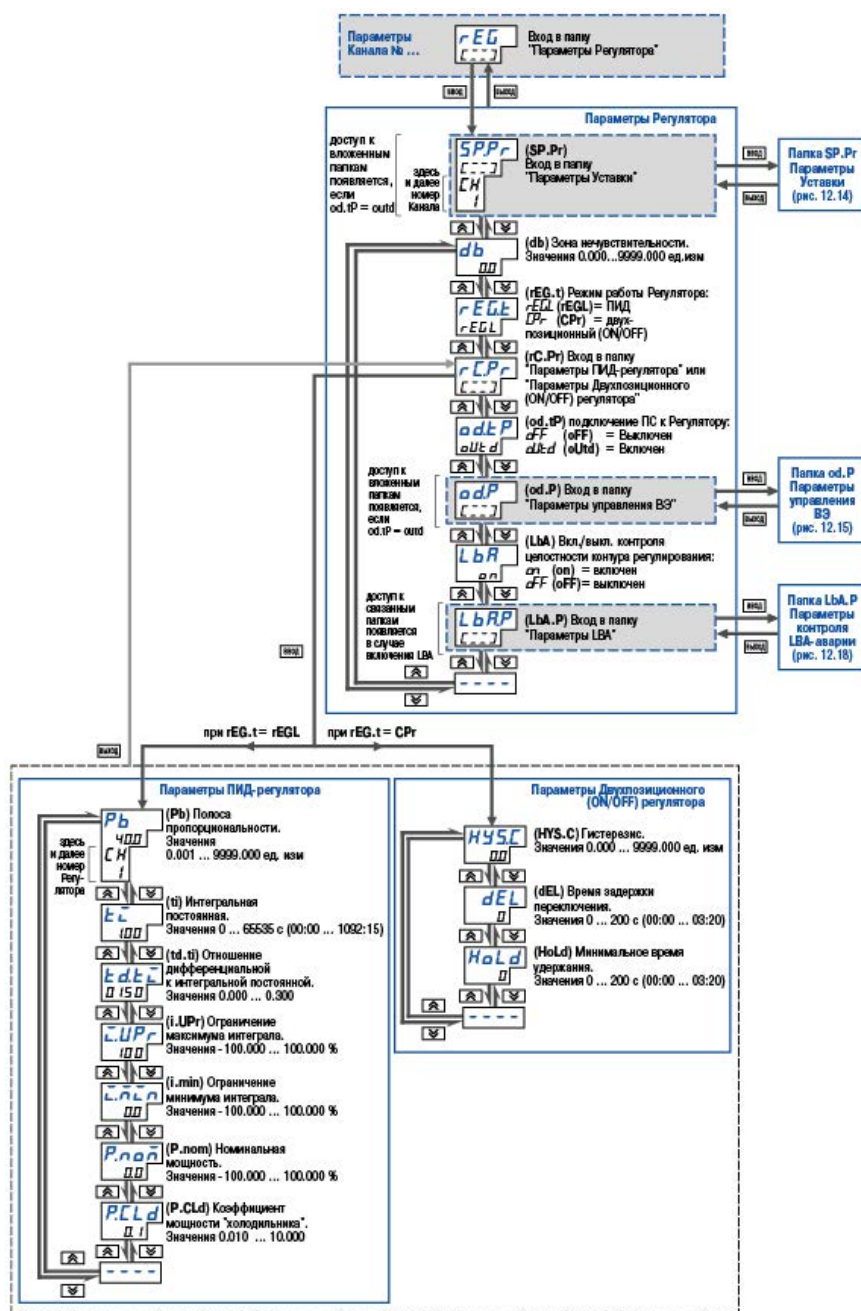 Параметры
Канала № ...
rEG
Вход в папку
"Параметры Регулятора"
ввод
выход
Параметры Регулятора
доступ к
вложенным
папкам
появляется,
если
od.tP = outd
здесь
и далее
номер
Канала
SP.Pr
CH
1
(SP.Pr)
Вход в папку
"Параметры Уставки"
ввод
выход
Папка SP.Pr
Параметры
Уставки
(рис. 12.14)
db
0.0
(db) Зона нечувствительности.
Значения 0.000...9999.000 ед.изм
rEG.t
rEGL
(rEG.t) Режим работы Регулятора:
rEGL (rEGL)= ПИД
CPr (CPr) = двух-
позиционный (ON/OFF)
rC.Pr
(rC.Pr) Вход в папку
"Параметры ПИД-регулятора" или
"Параметры Двухпозиционного
(ON/OFF) регулятора"
od.tP
oUtd
(od.tP) подключение ПС к Регулятору:
oFF (oFF) = Выключен
oUtd (oUtd) = Включен
доступ к
вложенным
папкам
появляется,
если
od.tP = outd
od.P
(od.P) Вход в папку
"Параметры управления ВЭ"
ввод
выход
Папка od.P
Параметры
управления
ВЭ
(рис. 12.15)
LbA
on
(LbA) Вкл./выкл. контроля
целостности контура регулирования:
on (on) = включен
oFF (oFF)= выключен
доступ к
связанным
папкам
появляется
в случае
включения LBA
LbA.P
(LbA.P) Вход в папку
"Параметры LBA"
ввод
выход
Папка LbA.P
Параметры
контроля
LBA-аварии
(рис. 12.18)
- - - -
ввод
выход
при rEG.t = rEGL
при rEG.t = CPr
Параметры ПИД-регулятора
Pb
40.0
CH
1
здесь
и далее
номер
Регу-
лятора
(Pb) Полоса
пропорциональности.
Значения
0.001 ... 9999.000 ед. изм
ti
100
(ti) Интегральная
постоянная.
Значения 0 ... 65535 с (00:00 ... 1092:15)
td.ti
0.150
(td.ti) Отношение
дифференциальной
к интегральной постоянной.
Значения 0.000 ... 0.300
i.UPr
100
(i.UPr) Ограничение
максимума интеграла.
Значения - 100.000 ... 100.000 %
i.min
0.0
(i.min) Ограничение
минимума интеграла.
Значения - 100.000 ... 100.000 %
P.nom
0.0
(P.nom) Номинальная
мощность.
Значения - 100.000 ... 100.000 %
P.CLd
0.1
(P.CLd) Коэффициент
мощности "холодильника".
Значения 0.010 ... 10.000
- - - -
Параметры Двухпозиционного
(ON/OFF) регулятора
HYS.C
0.0
(HYS.C) Гистерезис.
Значения 0.000 ... 9999.000 ед. изм
dEL
0
(dEL) Время задержки
переключения.
Значения 0 ... 200 с (00:00 ... 03:20)
HoLd
0
(HoLd) Минимальное время
удержания.
Значения 0 ... 200 с (00:00 ... 03:20)
- - - -